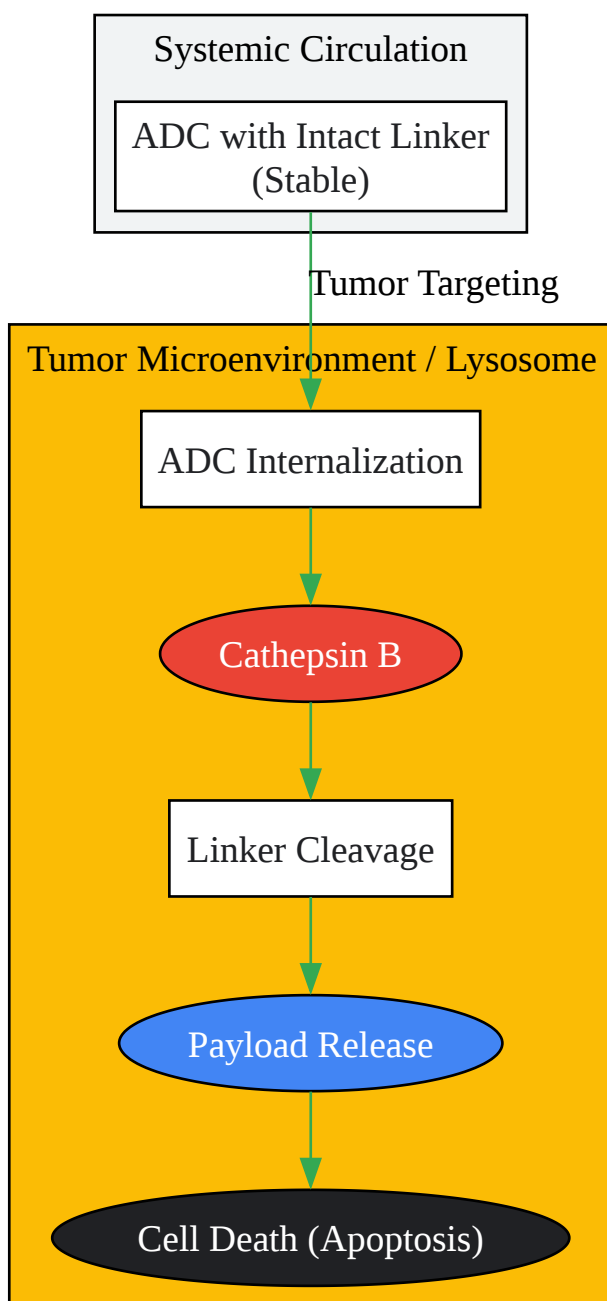 Systemic Circulation
ADC with Intact Linker
(Stable)
Tumor Targeting
Tumor Microenvironment / Lysosome
ADC Internalization
Cathepsin B
Linker Cleavage
Payload Release
Cell Death (Apoptosis)